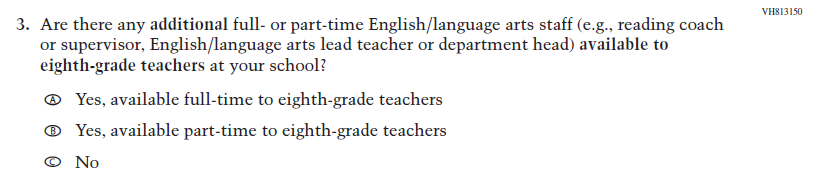 VH813150
3. Are there any additional full- or part-time English/language arts staff (e.g., reading coach
or supervisor, English/language arts lead teacher or department head) available to
eighth-grade teachers at your school?
Ⓐ Yes, available full-time to eighth-grade teachers
Ⓑ Yes, available part-time to eighth-grade teachers
Ⓒ No